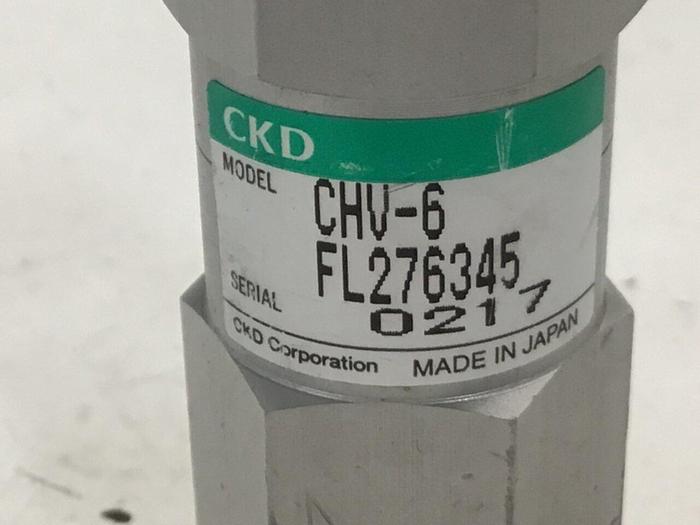 CKD
MODEL CHV-6
FL276345
SERIAL 0217
CKD Corporation MADE IN JAPAN